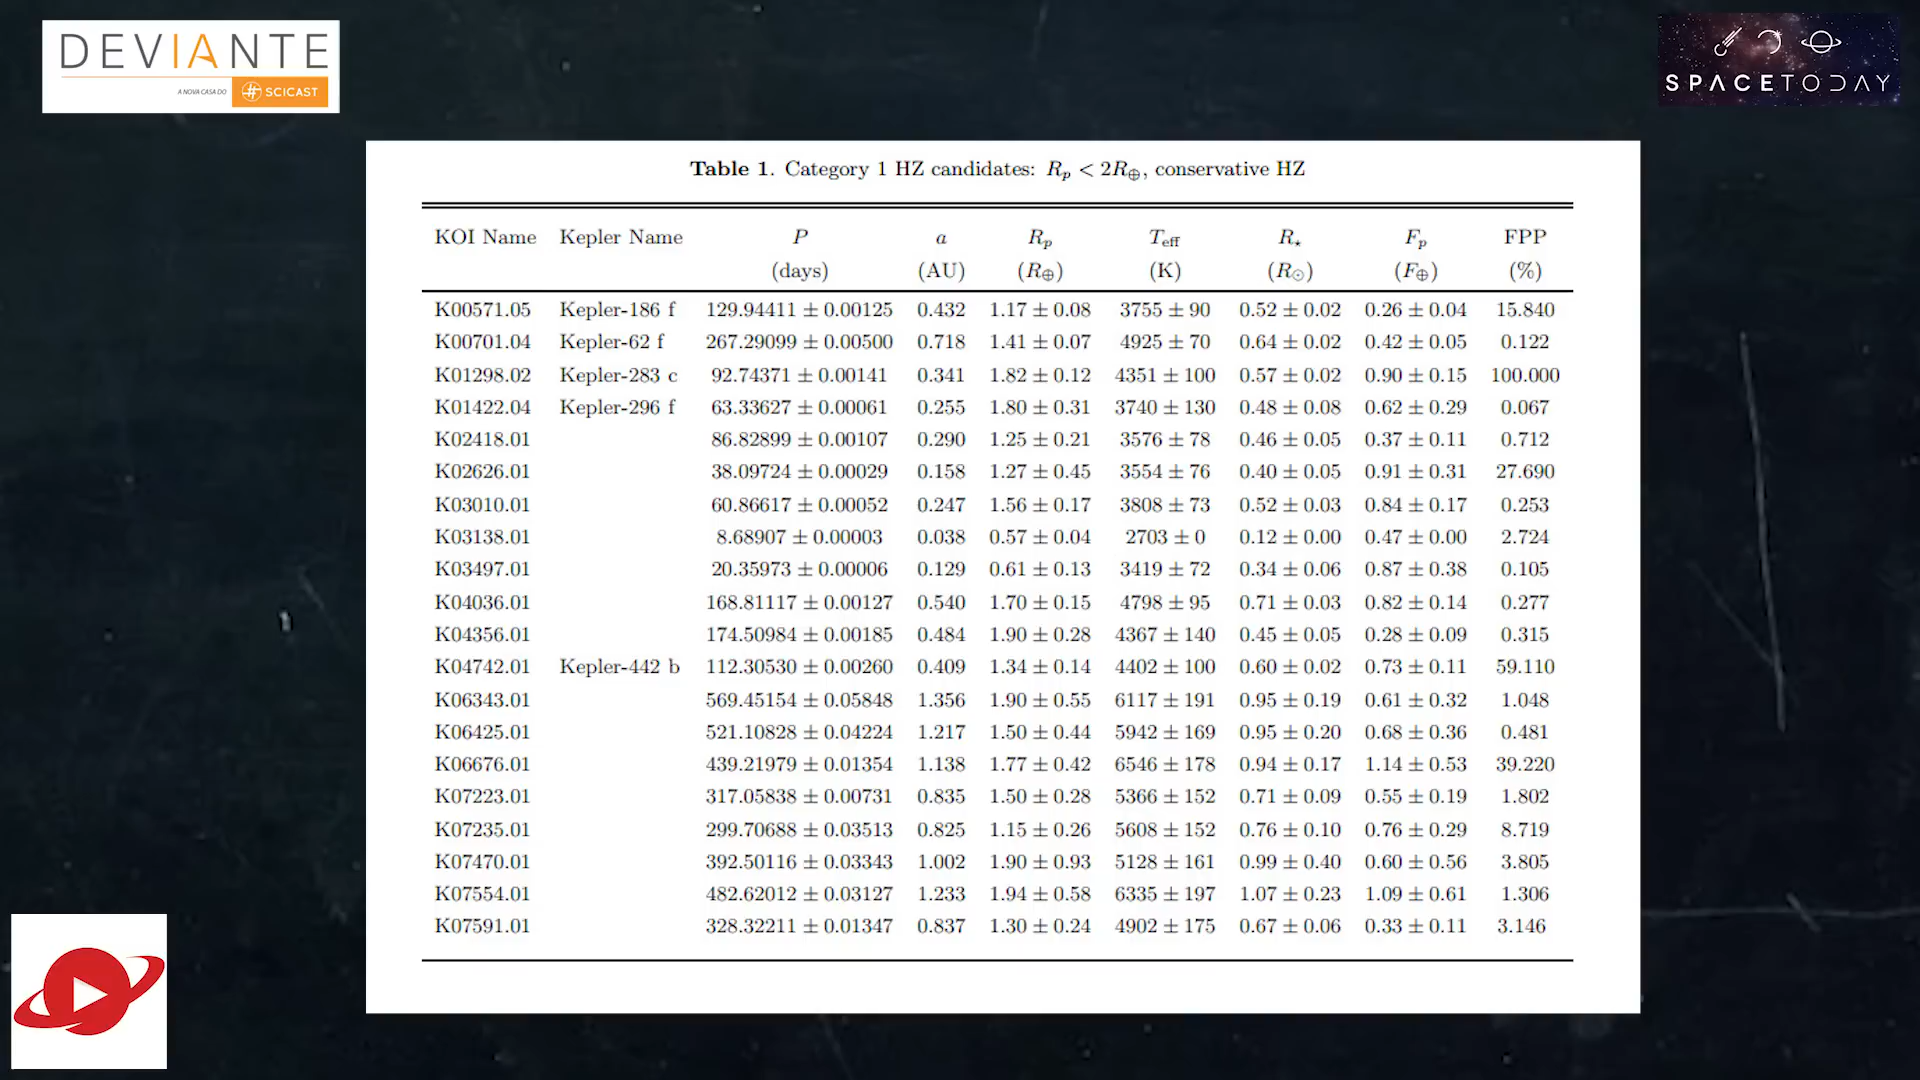 DEVIANTE
A NOVA CASA DO # SCICAST
SPACETODAY
Table 1. Category 1 HZ candidates: Rp < 2R⊕, conservative HZ
KOI Name Kepler Name P a Rp Teff R⋆ Fp FPP
(days) (AU) (R⊕) (K) (R⊙) (F⊕) (%)
K00571.05 Kepler-186 f 129.94411 ± 0.00125 0.432 1.17 ± 0.08 3755 ± 90 0.52 ± 0.02 0.26 ± 0.04 15.840
K00701.04 Kepler-62 f 267.29099 ± 0.00500 0.718 1.41 ± 0.07 4925 ± 70 0.64 ± 0.02 0.42 ± 0.05 0.122
K01298.02 Kepler-283 c 92.74371 ± 0.00141 0.341 1.82 ± 0.12 4351 ± 100 0.57 ± 0.02 0.90 ± 0.15 100.000
K01422.04 Kepler-296 f 63.33627 ± 0.00061 0.255 1.80 ± 0.31 3740 ± 130 0.48 ± 0.08 0.62 ± 0.29 0.067
K02418.01 86.82899 ± 0.00107 0.290 1.25 ± 0.21 3576 ± 78 0.46 ± 0.05 0.37 ± 0.11 0.712
K02626.01 38.09724 ± 0.00029 0.158 1.27 ± 0.45 3554 ± 76 0.40 ± 0.05 0.91 ± 0.31 27.690
K03010.01 60.86617 ± 0.00052 0.247 1.56 ± 0.17 3808 ± 73 0.52 ± 0.03 0.84 ± 0.17 0.253
K03138.01 8.68907 ± 0.00003 0.038 0.57 ± 0.04 2703 ± 0 0.12 ± 0.00 0.47 ± 0.00 2.724
K03497.01 20.35973 ± 0.00006 0.129 0.61 ± 0.13 3419 ± 72 0.34 ± 0.06 0.87 ± 0.38 0.105
K04036.01 168.81117 ± 0.00127 0.540 1.70 ± 0.15 4798 ± 95 0.71 ± 0.03 0.82 ± 0.14 0.277
K04356.01 174.50984 ± 0.00185 0.484 1.90 ± 0.28 4367 ± 140 0.45 ± 0.05 0.28 ± 0.09 0.315
K04742.01 Kepler-442 b 112.30530 ± 0.00260 0.409 1.34 ± 0.14 4402 ± 100 0.60 ± 0.02 0.73 ± 0.11 59.110
K06343.01 569.45154 ± 0.05848 1.356 1.90 ± 0.55 6117 ± 191 0.95 ± 0.19 0.61 ± 0.32 1.048
K06425.01 521.10828 ± 0.04224 1.217 1.50 ± 0.44 5942 ± 169 0.95 ± 0.20 0.68 ± 0.36 0.481
K06676.01 439.21979 ± 0.01354 1.138 1.77 ± 0.42 6546 ± 178 0.94 ± 0.17 1.14 ± 0.53 39.220
K07223.01 317.05838 ± 0.00731 0.835 1.50 ± 0.28 5366 ± 152 0.71 ± 0.09 0.55 ± 0.19 1.802
K07235.01 299.70688 ± 0.03513 0.825 1.15 ± 0.26 5608 ± 152 0.76 ± 0.10 0.76 ± 0.29 8.719
K07470.01 392.50116 ± 0.03343 1.002 1.90 ± 0.93 5128 ± 161 0.99 ± 0.40 0.60 ± 0.56 3.805
K07554.01 482.62012 ± 0.03127 1.233 1.94 ± 0.58 6335 ± 197 1.07 ± 0.23 1.09 ± 0.61 1.306
K07591.01 328.32211 ± 0.01347 0.837 1.30 ± 0.24 4902 ± 175 0.67 ± 0.06 0.33 ± 0.11 3.146